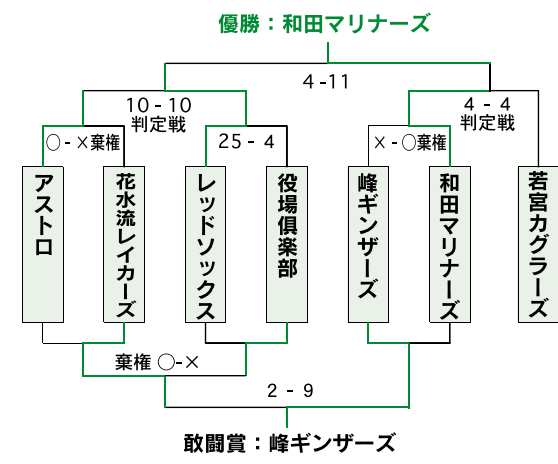 優勝：和田マリナーズ
4-11
10 - 10
判定戦
4 - 4
判定戦
○ - ×棄権
25 - 4
× - ○棄権
アストロ
花水流レイカーズ
レッドソックス
役場倶楽部
峰ギンザーズ
和田マリナーズ
若宮カグラーズ
棄権 ○-×
2 - 9
敢闘賞：峰ギンザーズ